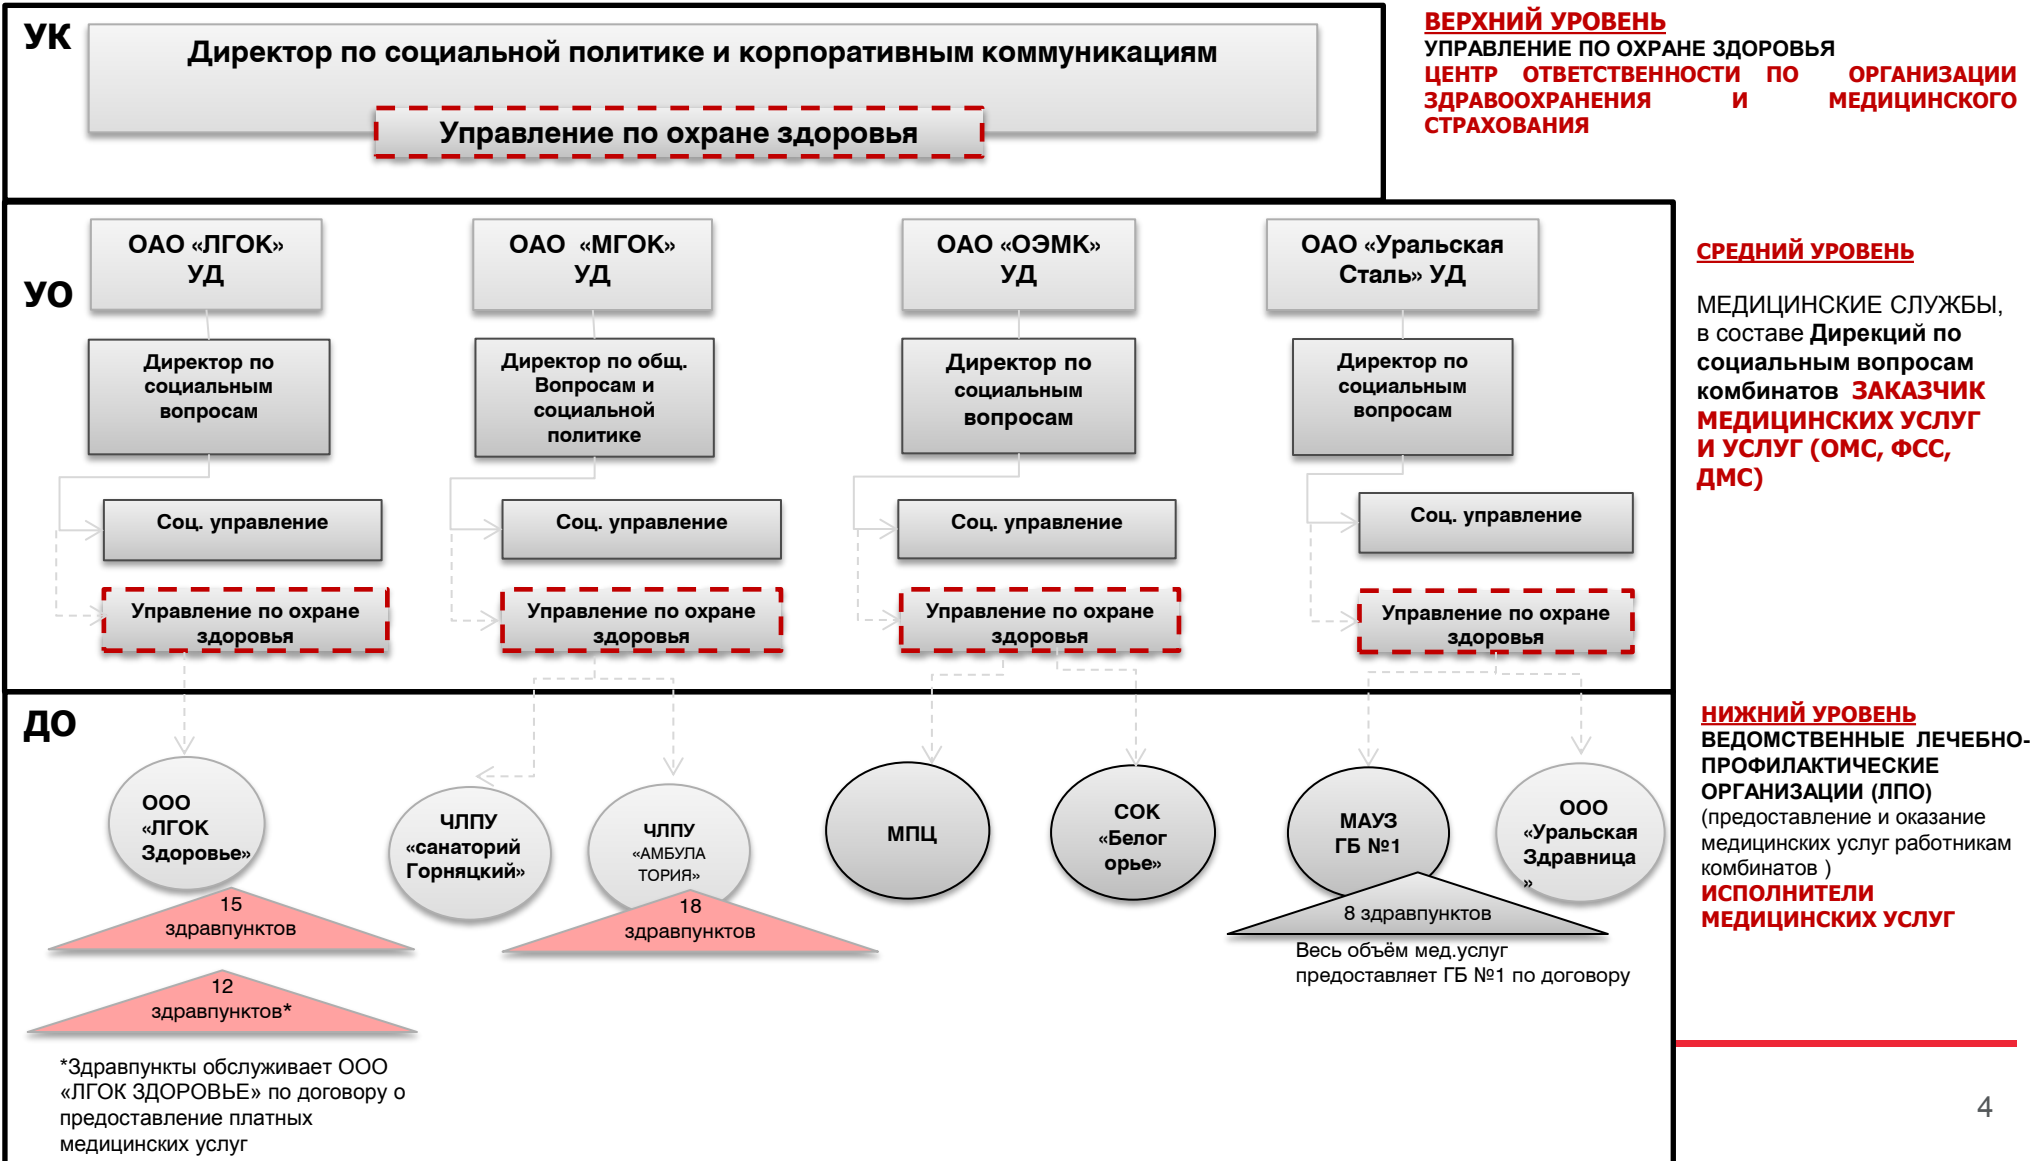 УК
Директор по социальной политике и корпоративным коммуникациям
Управление по охране здоровья
ВЕРХНИЙ УРОВЕНЬ
УПРАВЛЕНИЕ ПО ОХРАНЕ ЗДОРОВЬЯ
ЦЕНТР ОТВЕТСТВЕННОСТИ ПО ОРГАНИЗАЦИИ
ЗДРАВООХРАНЕНИЯ И МЕДИЦИНСКОГО
СТРАХОВАНИЯ
УО
ОАО «ЛГОК»
УД
ОАО «МГОК»
УД
ОАО «ОЭМК»
УД
ОАО «Уральская
Сталь» УД
Директор по
социальным
вопросам
Директор по общ.
Вопросам и
социальной
политике
Директор по
социальным
вопросам
Директор по
социальным
вопросам
Соц. управление
Соц. управление
Соц. управление
Соц. управление
Управление по охране
здоровья
Управление по охране
здоровья
Управление по охране
здоровья
Управление по охране
здоровья
СРЕДНИЙ УРОВЕНЬ
МЕДИЦИНСКИЕ СЛУЖБЫ,
в составе Дирекций по
социальным вопросам
комбинатов ЗАКАЗЧИК
МЕДИЦИНСКИХ УСЛУГ
И УСЛУГ (ОМС, ФСС,
ДМС)
ДО
ООО
«ЛГОК
Здоровье»
ЧЛПУ
«санаторий
Горняцкий»
ЧЛПУ
«АМБУЛА
ТОРИЯ»
МПЦ
СОК
«Белог
орье»
МАУЗ
ГБ №1
ООО
«Уральская
Здравница
»
15
здравпунктов
18
здравпунктов
8 здравпунктов
Весь объём мед.услуг
предоставляет ГБ №1 по договору
12
здравпунктов*
*Здравпункты обслуживает ООО
«ЛГОК ЗДОРОВЬЕ» по договору о
предоставление платных
медицинских услуг
НИЖНИЙ УРОВЕНЬ
ВЕДОМСТВЕННЫЕ ЛЕЧЕБНО-
ПРОФИЛАКТИЧЕСКИЕ
ОРГАНИЗАЦИИ (ЛПО)
(предоставление и оказание
медицинских услуг работникам
комбинатов )
ИСПОЛНИТЕЛИ
МЕДИЦИНСКИХ УСЛУГ
4